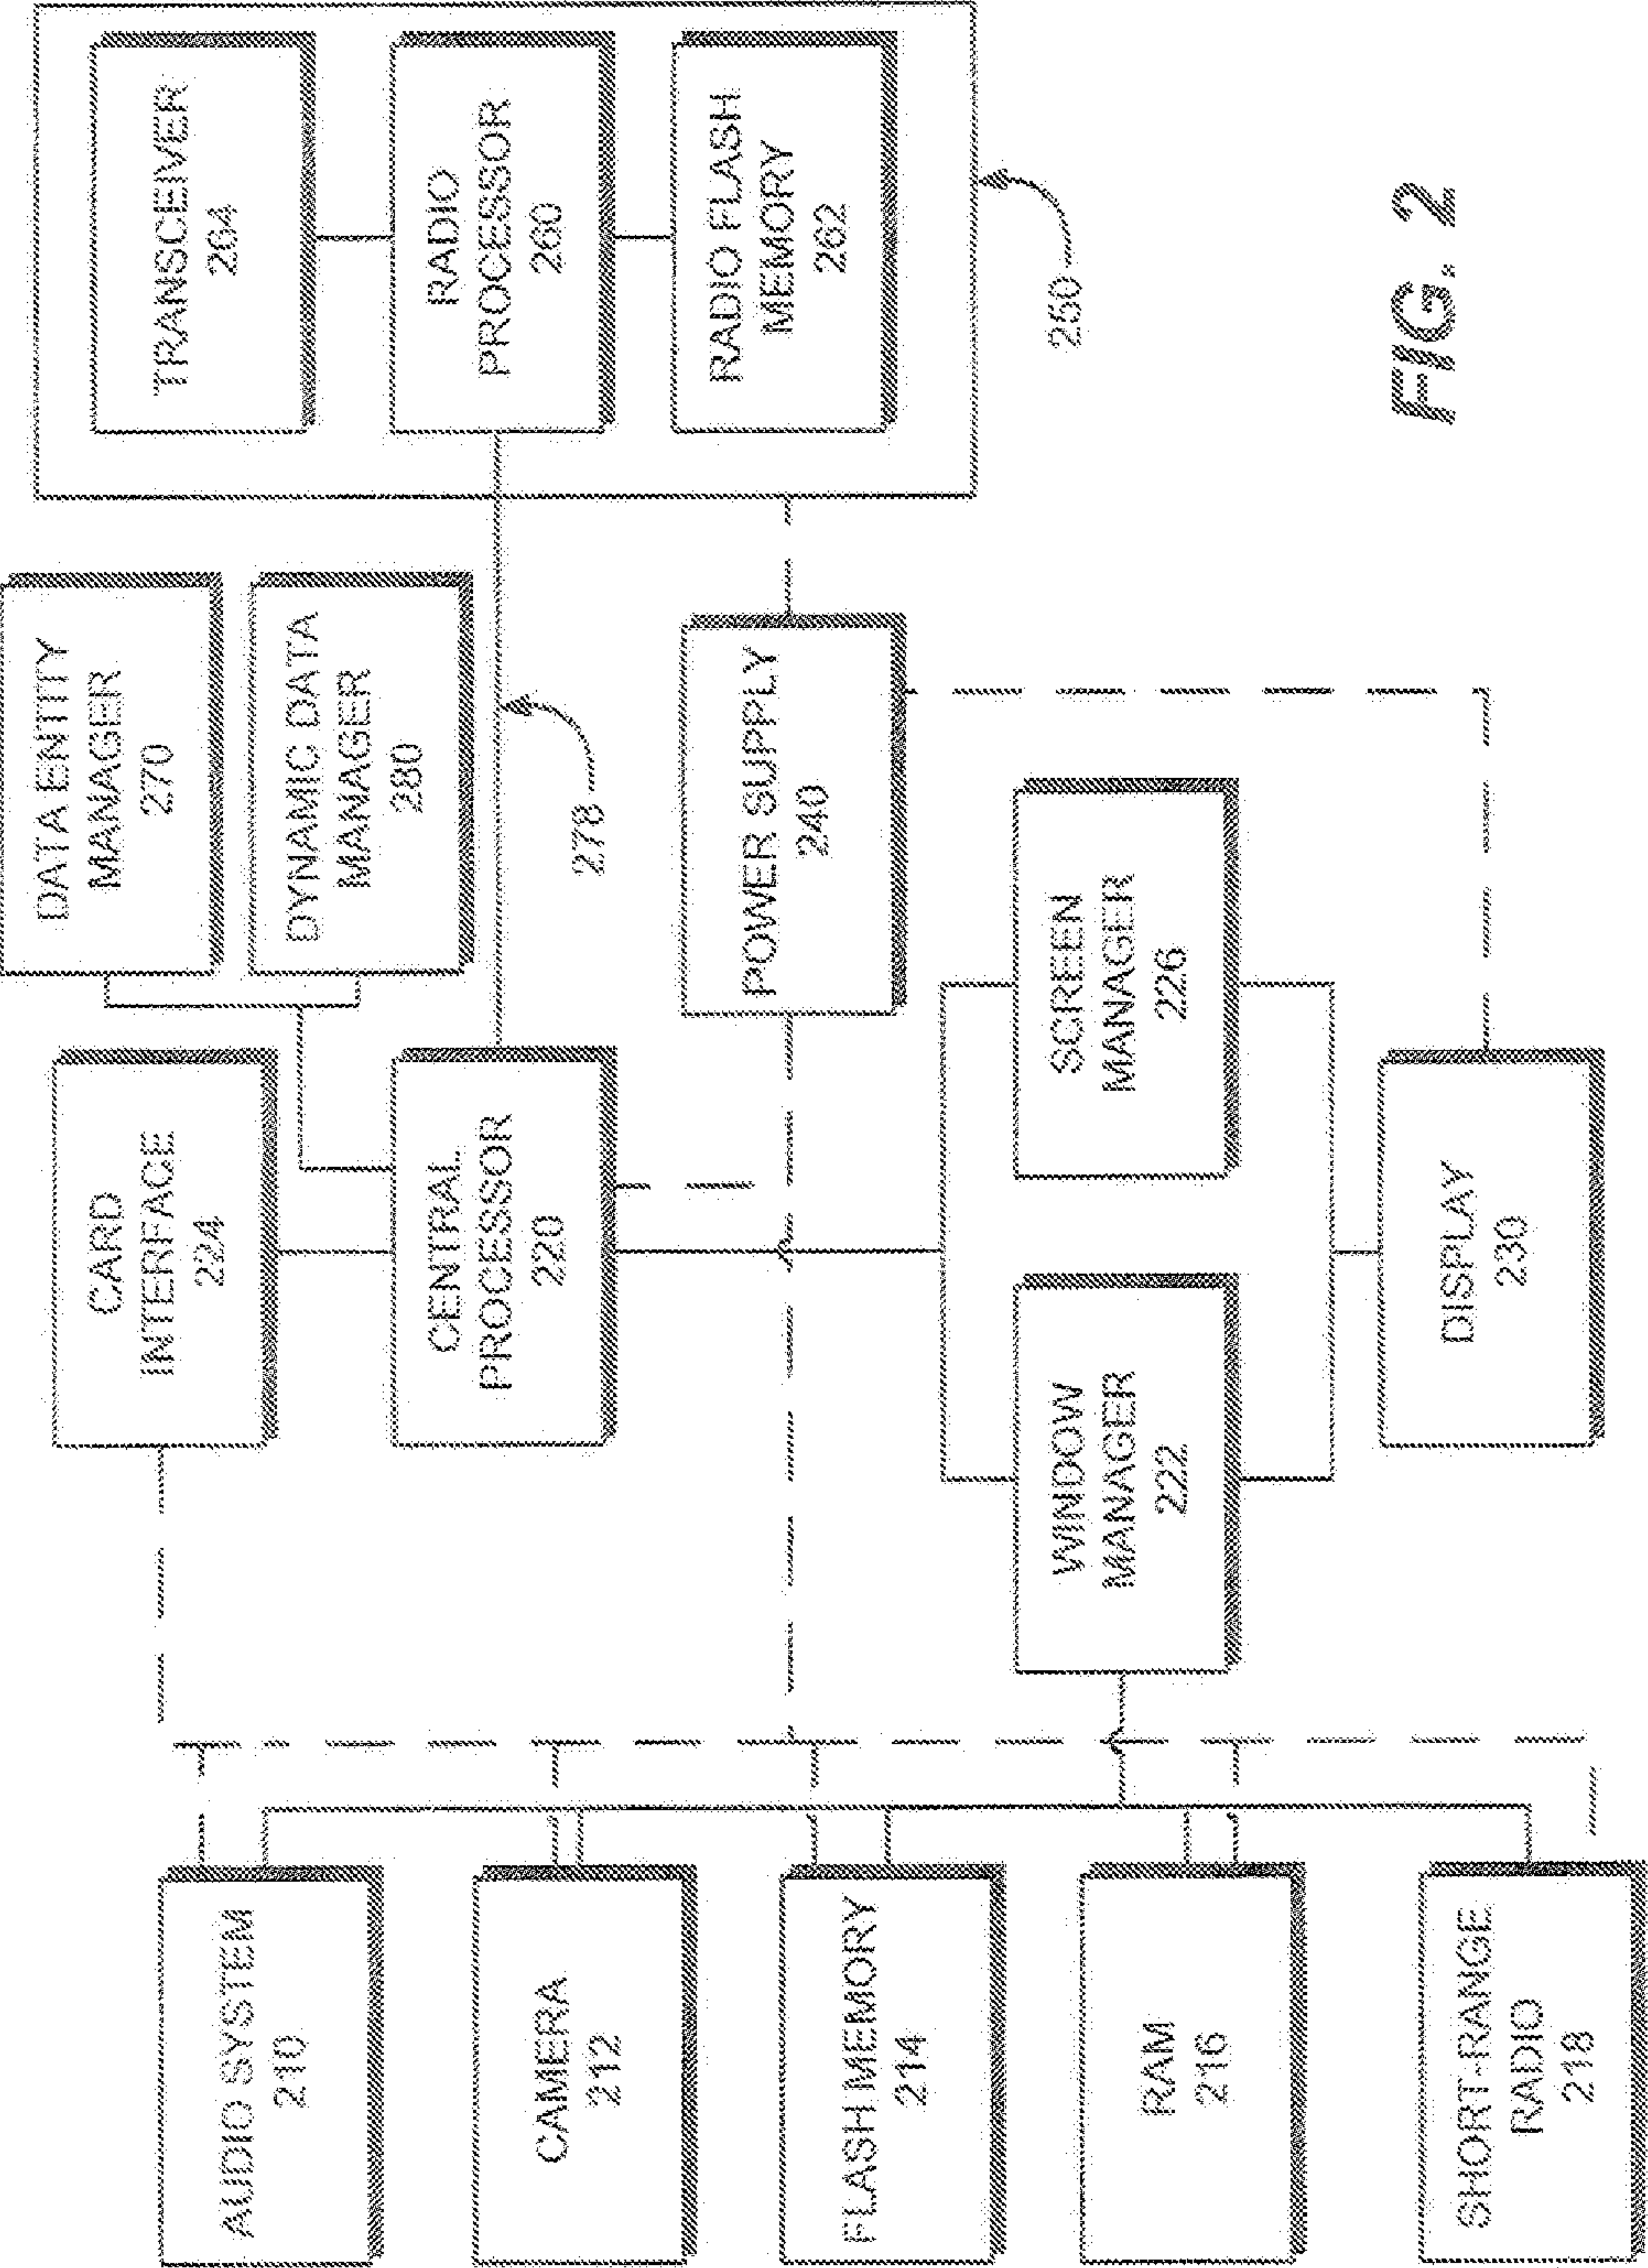 AUDIO SYSTEM
210
CAMERA
212
FLASH MEMORY
214
RAM
216
SHORT-RANGE
RADIO
218
CARD
INTERFACE
224
CENTRAL
PROCESSOR
220
WINDOW
MANAGER
222
SCREEN
MANAGER
226
DISPLAY
230
DATA ENTITY
MANAGER
270
DYNAMIC DATA
MANAGER
280
278
POWER SUPPLY
240
TRANSCEIVER
264
RADIO
PROCESSOR
260
RADIO FLASH
MEMORY
262
250
FIG. 2